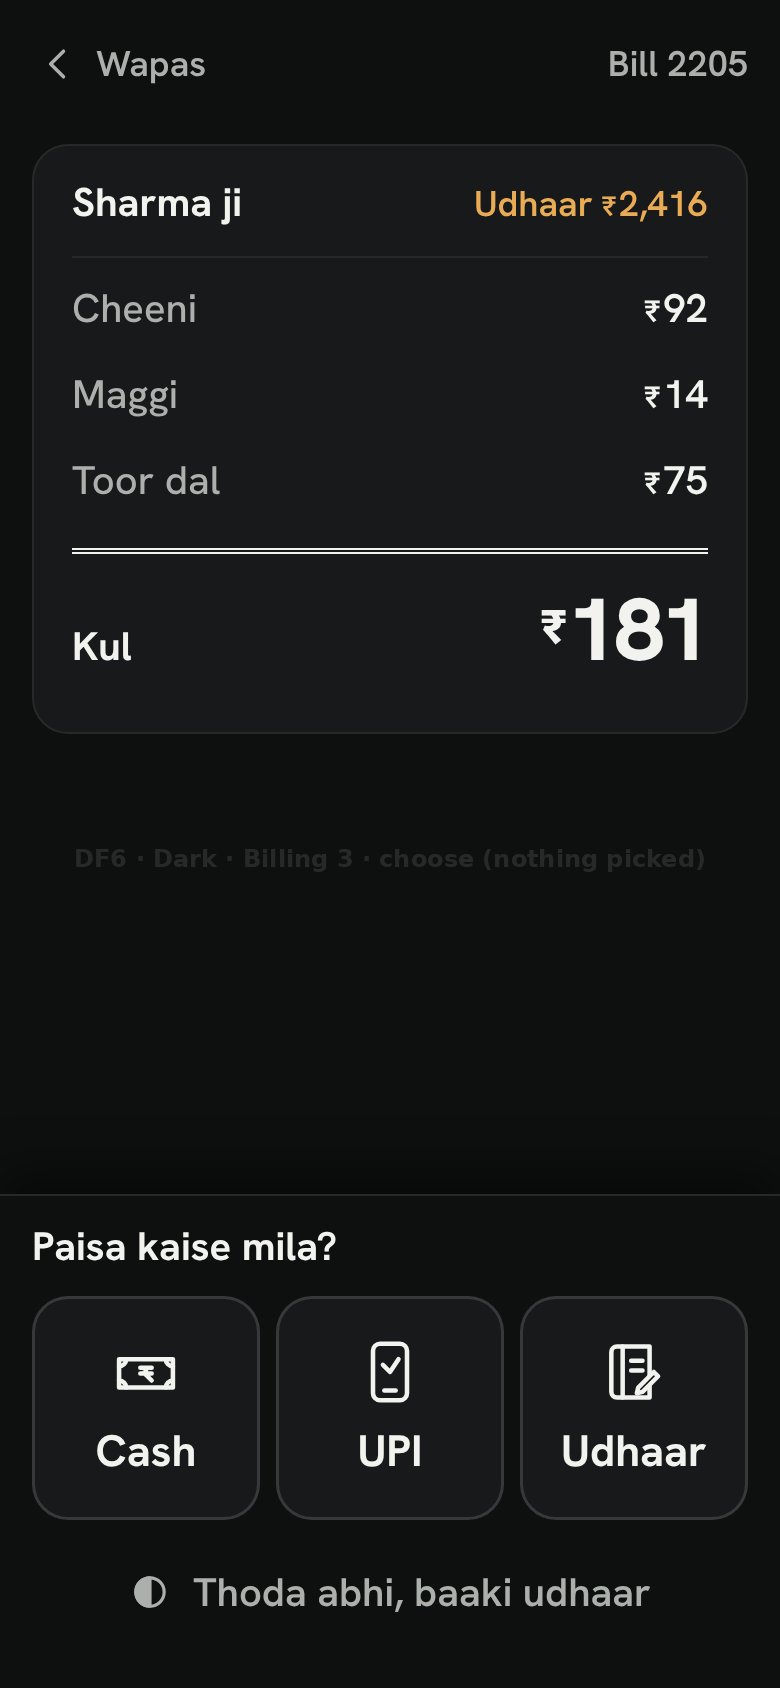 Wapas Bill 2205
Sharma ji Udhaar ₹2,416
Cheeni ₹92
Maggi ₹14
Toor dal ₹75
Kul ₹181
DF6 · Dark · Billing 3 · choose (nothing picked)
Paisa kaise mila?
₹
Cash UPI Udhaar
Thoda abhi, baaki udhaar